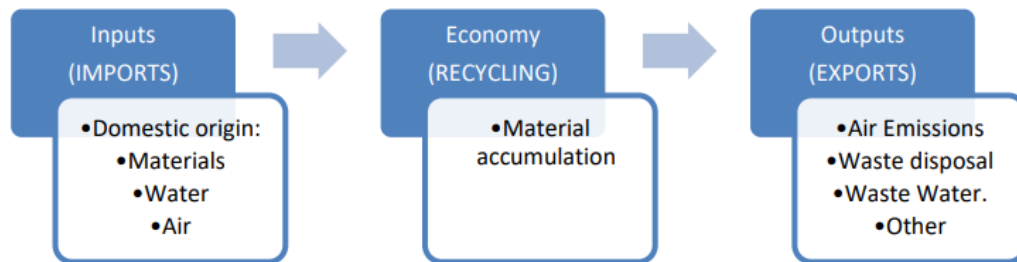 Inputs
(IMPORTS)
•Domestic origin:
•Materials
•Water
•Air
Economy
(RECYCLING)
•Material
accumulation
Outputs
(EXPORTS)
•Air Emissions
•Waste disposal
•Waste Water.
•Other